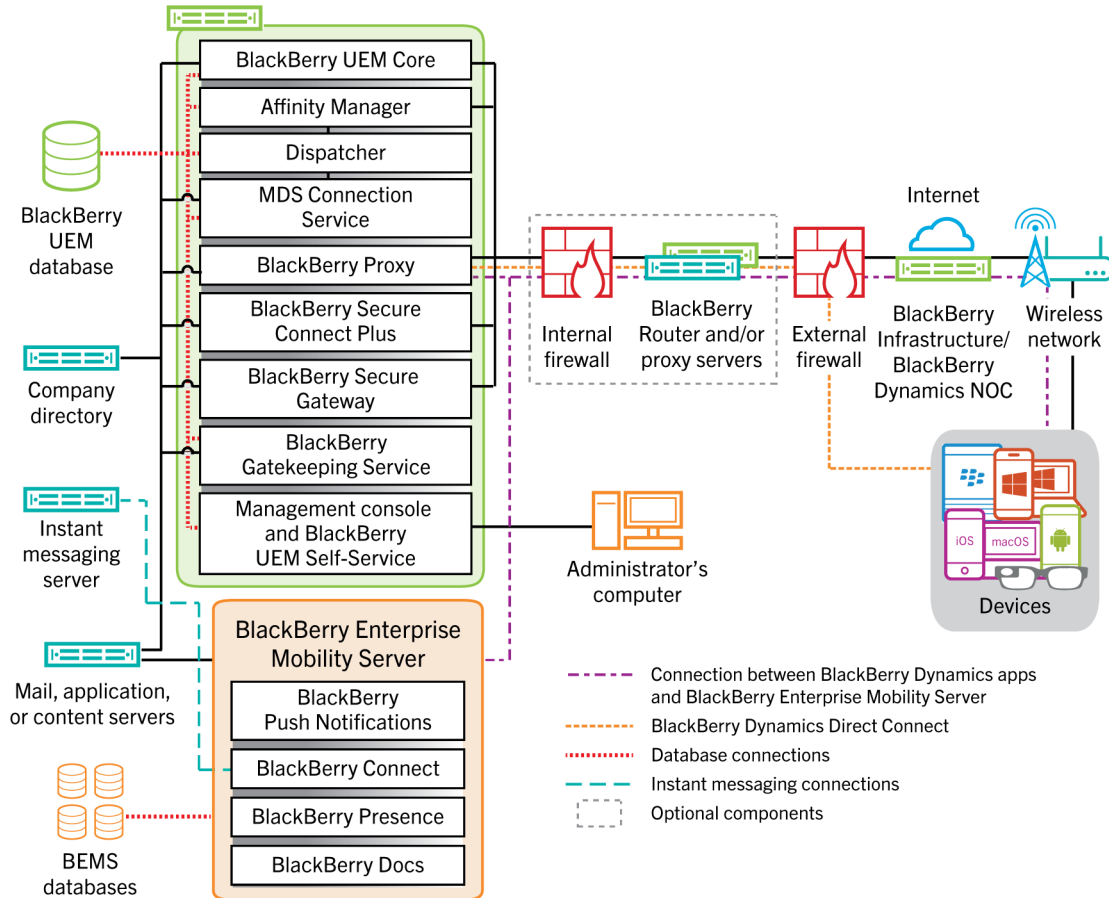 BlackBerry UEM Core
Affinity Manager
Dispatcher
MDS Connection
Service
BlackBerry Proxy
BlackBerry Secure
Connect Plus
BlackBerry Secure
Gateway
BlackBerry
Gatekeeping Service
Management console
and BlackBerry
UEM Self-Service
BlackBerry
UEM
database
Company
directory
Instant
messaging
server
Mail, application,
or content servers
BEMS
databases
BlackBerry Enterprise
Mobility Server
BlackBerry
Push Notifications
BlackBerry Connect
BlackBerry Presence
BlackBerry Docs
Internal
firewall
BlackBerry
Router and/or
proxy servers
External
firewall
Internet
BlackBerry
Infrastructure/
BlackBerry
Dynamics NOC
Wireless
network
Administrator's
computer
iOS
macOS
Devices
Connection between BlackBerry Dynamics apps
and BlackBerry Enterprise Mobility Server
BlackBerry Dynamics Direct Connect
Database connections
Instant messaging connections
Optional components